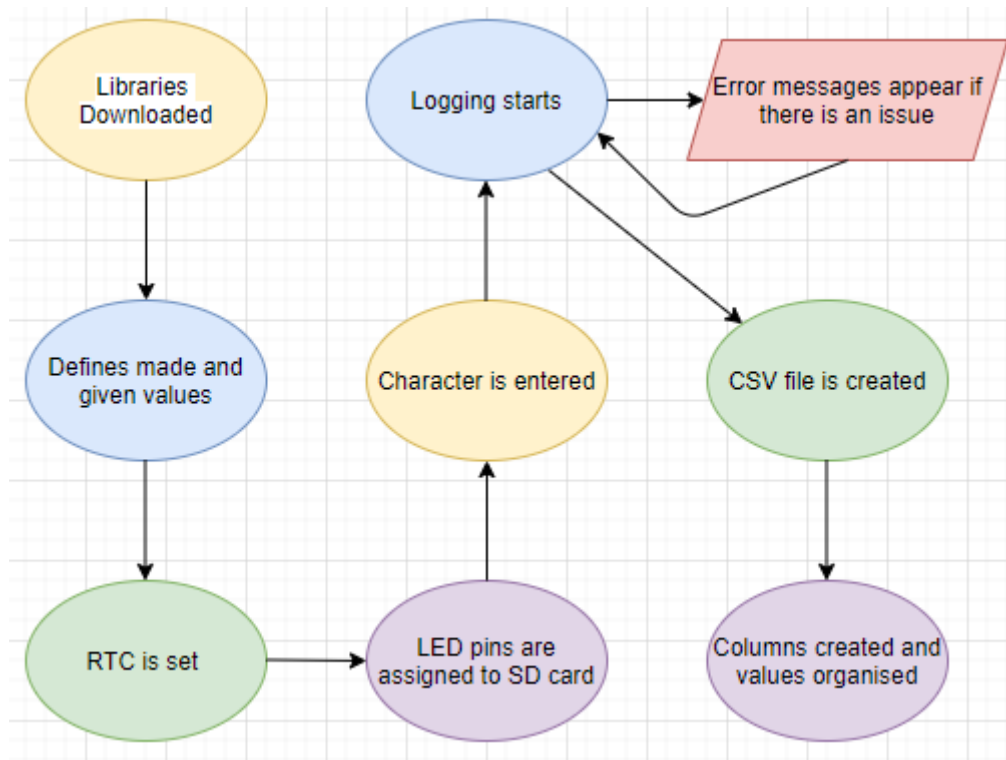 Libraries
Downloaded
Defines made and
given values
RTC is set
LED pins are
assigned to SD card
Character is entered
Logging starts
Error messages appear if
there is an issue
CSV file is created
Columns created and
values organised